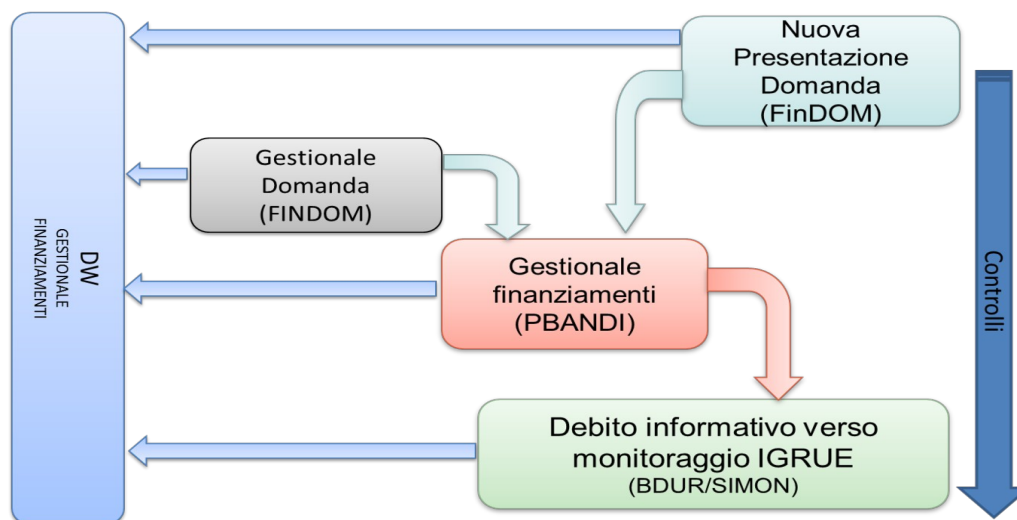 Nuova
Presentazione
Domanda
(FinDOM)
Gestionale
Domanda
(FINDOM)
DW
GESTIONALE
FINANZIAMENTI
Gestionale
finanziamenti
(PBANDI)
Controlli
Debito informativo verso
monitoraggio IGRUE
(BDUR/SIMON)